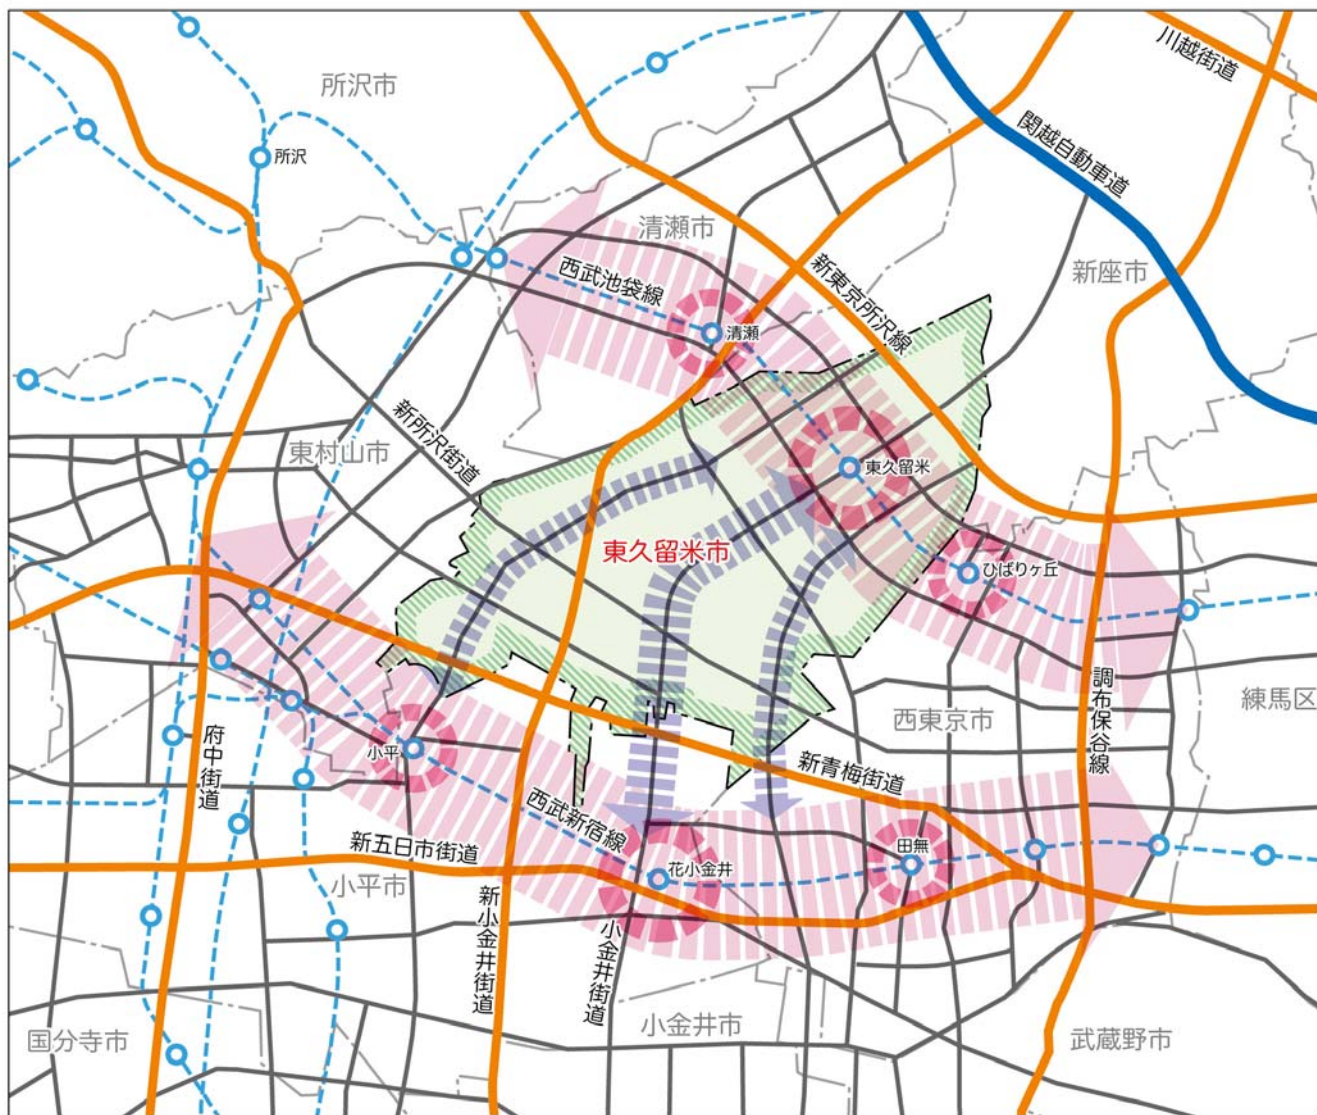 川越街道
所沢市
関越自動車道
所沢
清瀬市
新座市
西武池袋線
新東京所沢線
清瀬
新所沢街道
東村山市
東久留米
東久留米市
ひばりヶ丘
調布保谷線
練馬区
西東京市
府中街道
小平
新青梅街道
西武新宿線
田無
新五日市街道
花小金井
小平市
新小金井街道
小金井街道
小金井市
国分寺市
武蔵野市